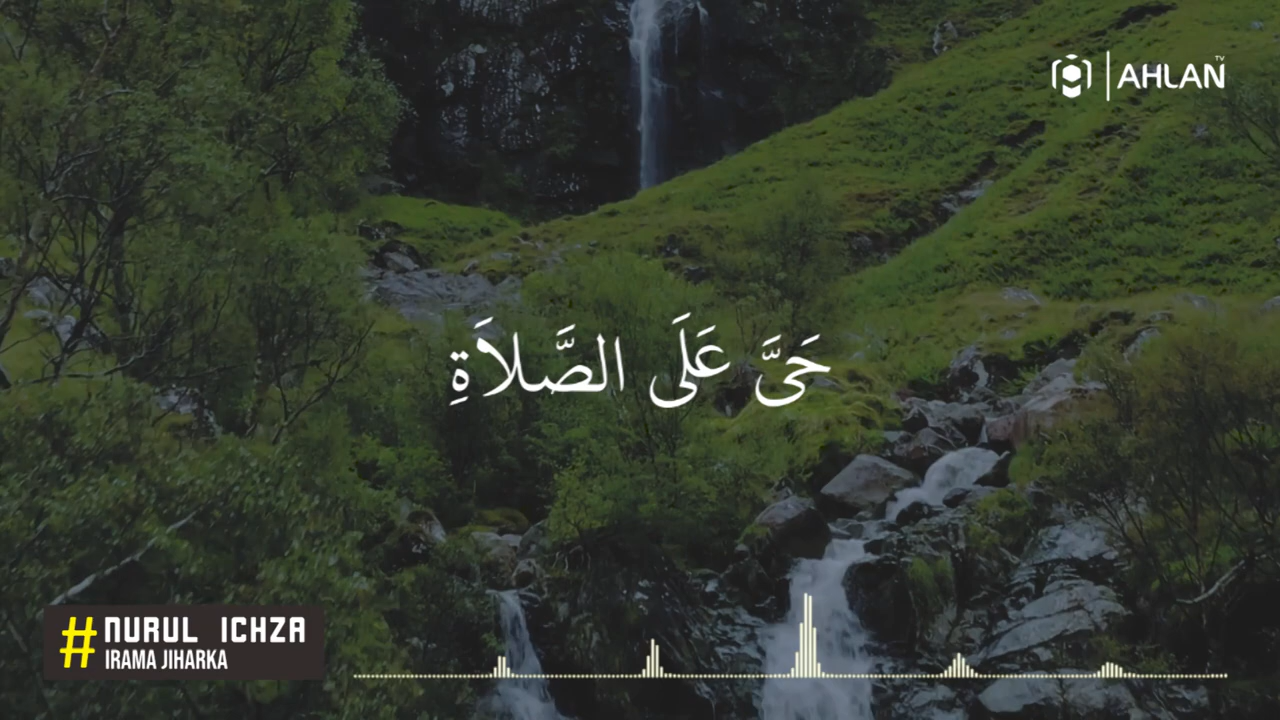 AHLAN TV
حَىَّ عَلَى الصَّلاَةِ
# NURUL ICHZA
IRAMA JIHARKA